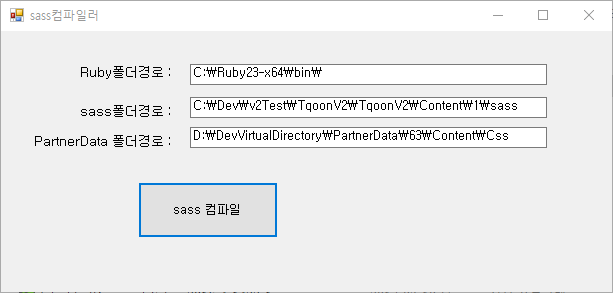 sass컴파일러
Ruby폴더경로 : C:₩Ruby23-x64₩bin₩
sass폴더경로 : C:₩Dev₩v2Test₩TqoonV2₩TqoonV2₩Content₩1₩sass
PartnerData 폴더경로 : D:₩DevVirtualDirectory₩PartnerData₩63₩Content₩Css
sass 컴파일